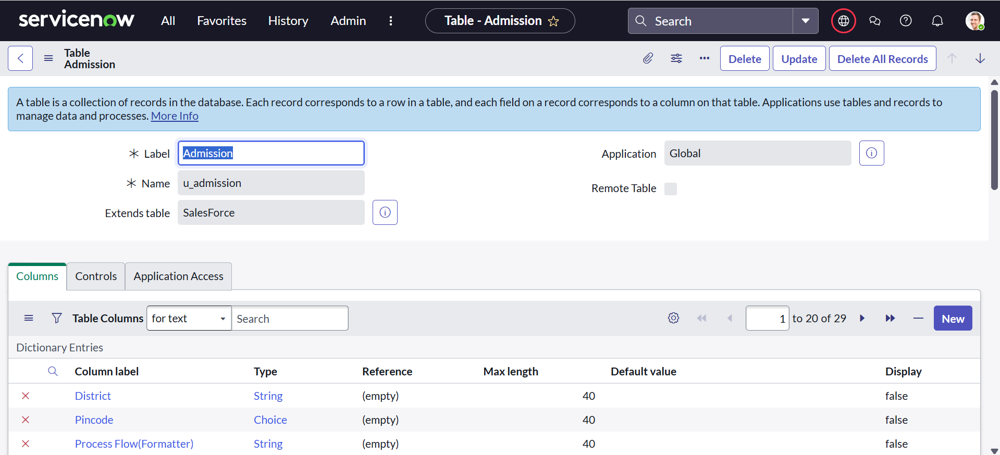 servicenow All Favorites History Admin Table - Admission Search
Table
Admission
Delete Update Delete All Records
A table is a collection of records in the database. Each record corresponds to a row in a table, and each field on a record corresponds to a column on that table. Applications use tables and records to
manage data and processes. More Info
Label Admission Application Global
Name u_admission Remote Table
Extends table SalesForce
Columns Controls Application Access
Table Columns for text Search 1 to 20 of 29 New
Dictionary Entries
Column label Type Reference Max length Default value Display
District String (empty) 40 false
Pincode Choice (empty) 40 false
Process Flow(Formatter) String (empty) 40 false